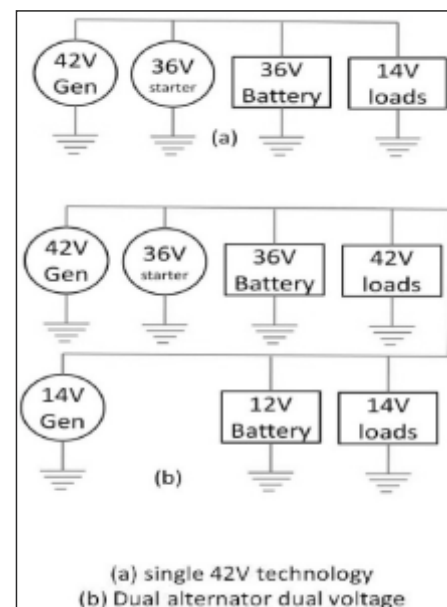 42V
Gen
36V
starter
36V
Battery
14V
loads
(a)
42V
Gen
36V
starter
36V
Battery
42V
loads
14V
Gen
12V
Battery
14V
loads
(b)
(a) single 42V technology
(b) Dual alternator dual voltage